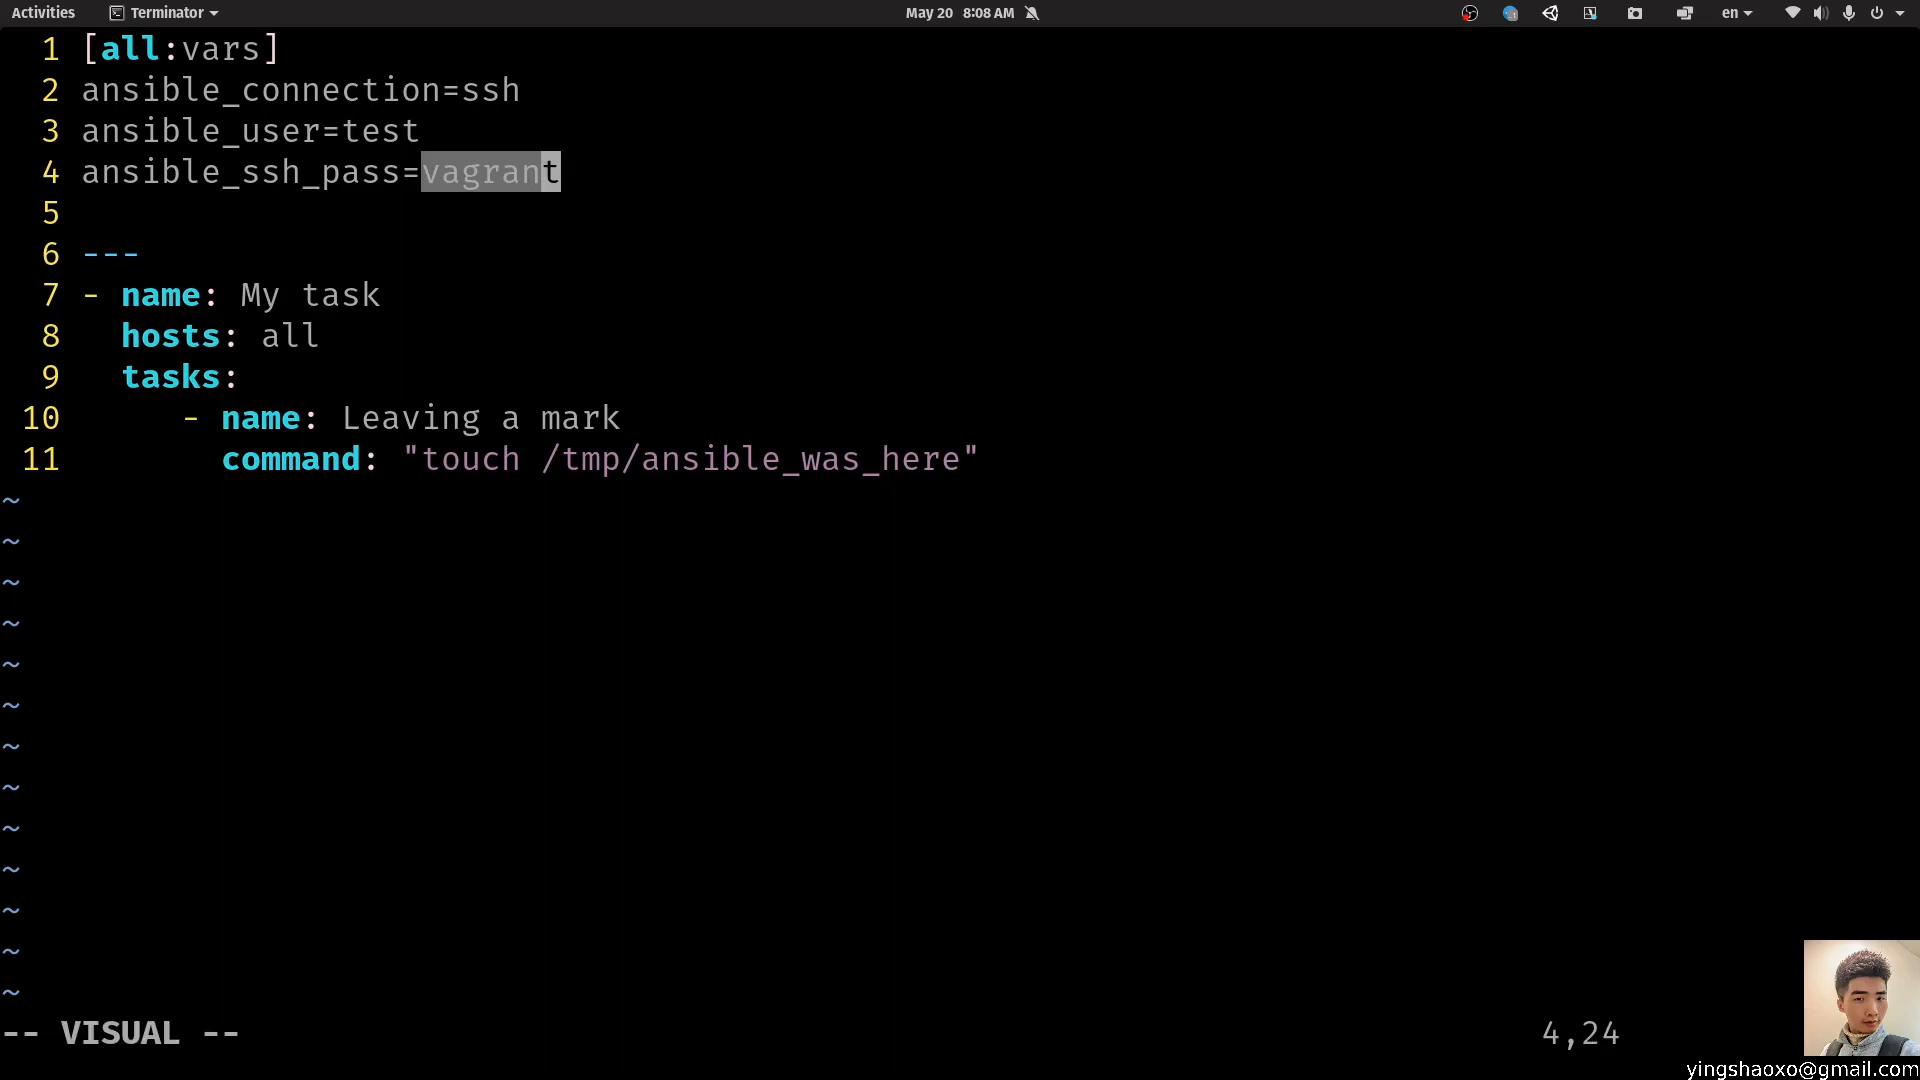 Activities Terminator May 20 8:08 AM en
1 [all:vars]
2 ansible_connection=ssh
3 ansible_user=test
4 ansible_ssh_pass=vagrant
5
6 ---
7 - name: My task
8   hosts: all
9   tasks:
10      - name: Leaving a mark
11        command: "touch /tmp/ansible_was_here"
~
~
~
~
~
~
~
~
~
~
~
~
~
-- VISUAL -- 4,24
yingshaoxo@gmail.com